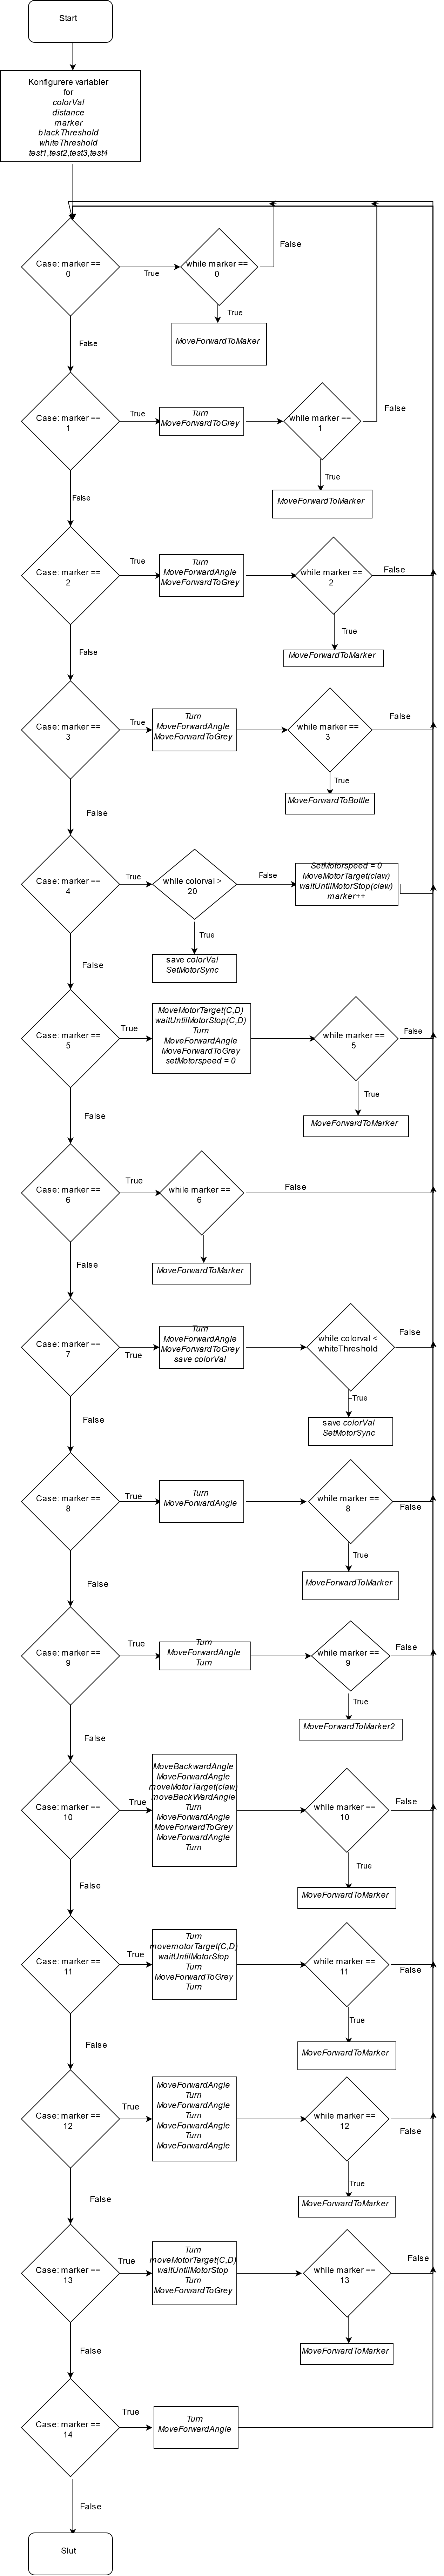 Start
Konfigurere variabler
for
colorVal
distance
marker
blackThreshold
whiteThreshold
test1,test2,test3,test4
Case: marker ==
0
True
while marker ==
0
False
True
MoveForwardToMaker
False
Case: marker ==
1
True
Turn
MoveForwardToGrey
while marker ==
1
False
True
MoveForwardToMarker
False
Case: marker ==
2
True
Turn
MoveForwardAngle
MoveForwardToGrey
while marker ==
2
False
True
MoveForwardToMarker
False
Case: marker ==
3
True
Turn
MoveForwardAngle
MoveForwardToGrey
while marker ==
3
False
True
MoveForwardToBottle
False
Case: marker ==
4
True
while colorval >
20
False
SetMotorspeed = 0
MoveMotorTarget(claw)
waitUntilMotorStop(claw)
marker++
True
save colorVal
SetMotorSync
False
Case: marker ==
5
True
MoveMotorTarget(C,D)
waitUntilMotorStop(C,D)
Turn
MoveForwardAngle
MoveForwardToGrey
setMotorspeed = 0
while marker ==
5
False
True
MoveForwardToMarker
False
Case: marker ==
6
True
while marker ==
6
False
MoveForwardToMarker
False
Case: marker ==
7
True
Turn
MoveForwardAngle
MoveForwardToGrey
save colorVal
while colorval <
whiteThreshold
False
True
save colorVal
SetMotorSync
False
Case: marker ==
8
True
Turn
MoveForwardAngle
while marker ==
8
False
True
MoveForwardToMarker
False
Case: marker ==
9
True
Turn
MoveForwardAngle
Turn
while marker ==
9
False
True
MoveForwardToMarker2
False
Case: marker ==
10
True
MoveBackwardAngle
MoveForwardAngle
moveMotorTarget(claw)
moveBackWardAngle
Turn
MoveForwardAngle
MoveForwardToGrey
MoveForwardAngle
Turn
while marker ==
10
False
True
MoveForwardToMarker
False
Case: marker ==
11
True
Turn
movemotorTarget(C,D)
waitUntilMotorStop
Turn
MoveForwardToGrey
Turn
while marker ==
11
False
True
MoveForwardToMarker
False
Case: marker ==
12
True
MoveForwardAngle
Turn
MoveForwardAngle
Turn
MoveForwardAngle
Turn
MoveForwardAngle
while marker ==
12
False
True
MoveForwardToMarker
False
Case: marker ==
13
True
Turn
moveMotorTarget(C,D)
waitUntilMotorStop
Turn
MoveForwardToGrey
while marker ==
13
False
MoveForwardToMarker
False
Case: marker ==
14
True
Turn
MoveForwardAngle
False
Slut